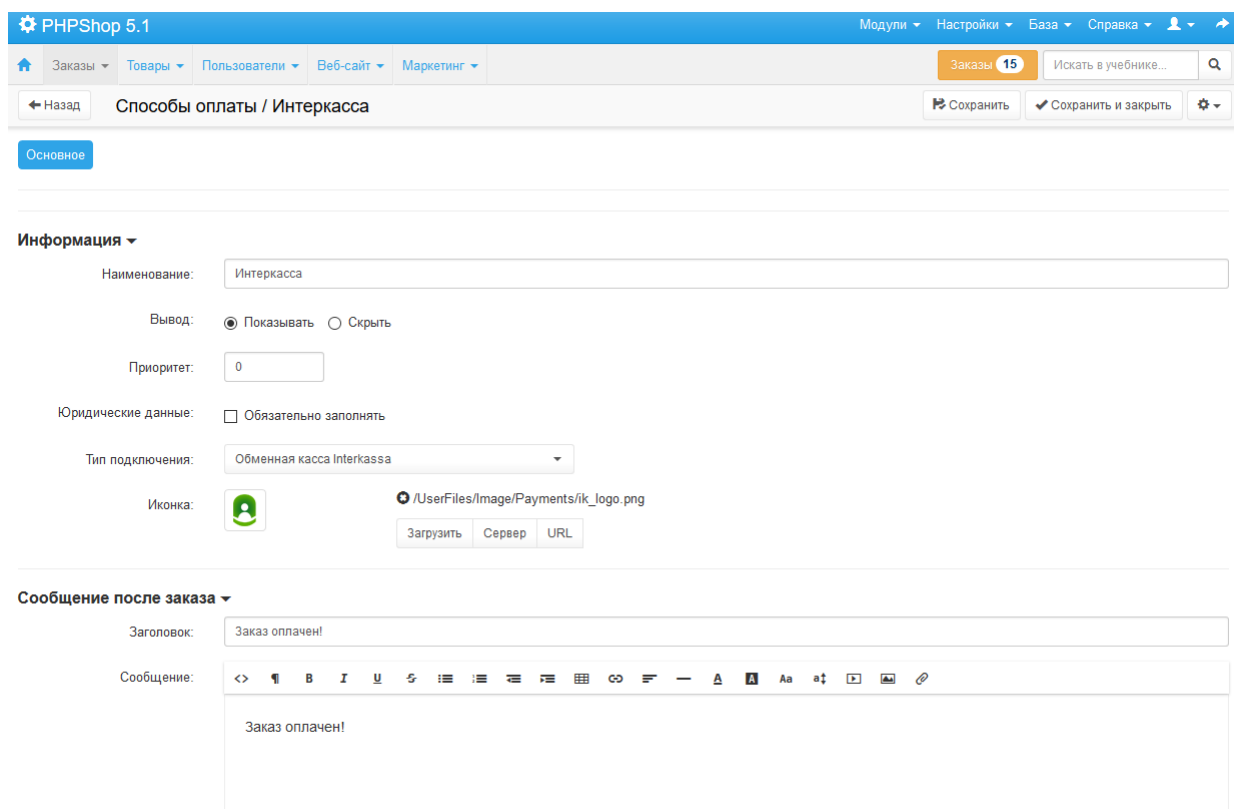 PHPShop 5.1 Модули Настройки База Справка
Заказы Товары Пользователи Веб-сайт Маркетинг Заказы 15 Искать в учебнике...
Назад Способы оплаты / Интеркасса Сохранить Сохранить и закрыть
Основное
Информация
Наименование: Интеркасса
Вывод: Показывать Скрыть
Приоритет: 0
Юридические данные: Обязательно заполнять
Тип подключения: Обменная касса Interkassa
Иконка: /UserFiles/Image/Payments/ik_logo.png
Загрузить Сервер URL
Сообщение после заказа
Заголовок: Заказ оплачен!
Сообщение:
Заказ оплачен!